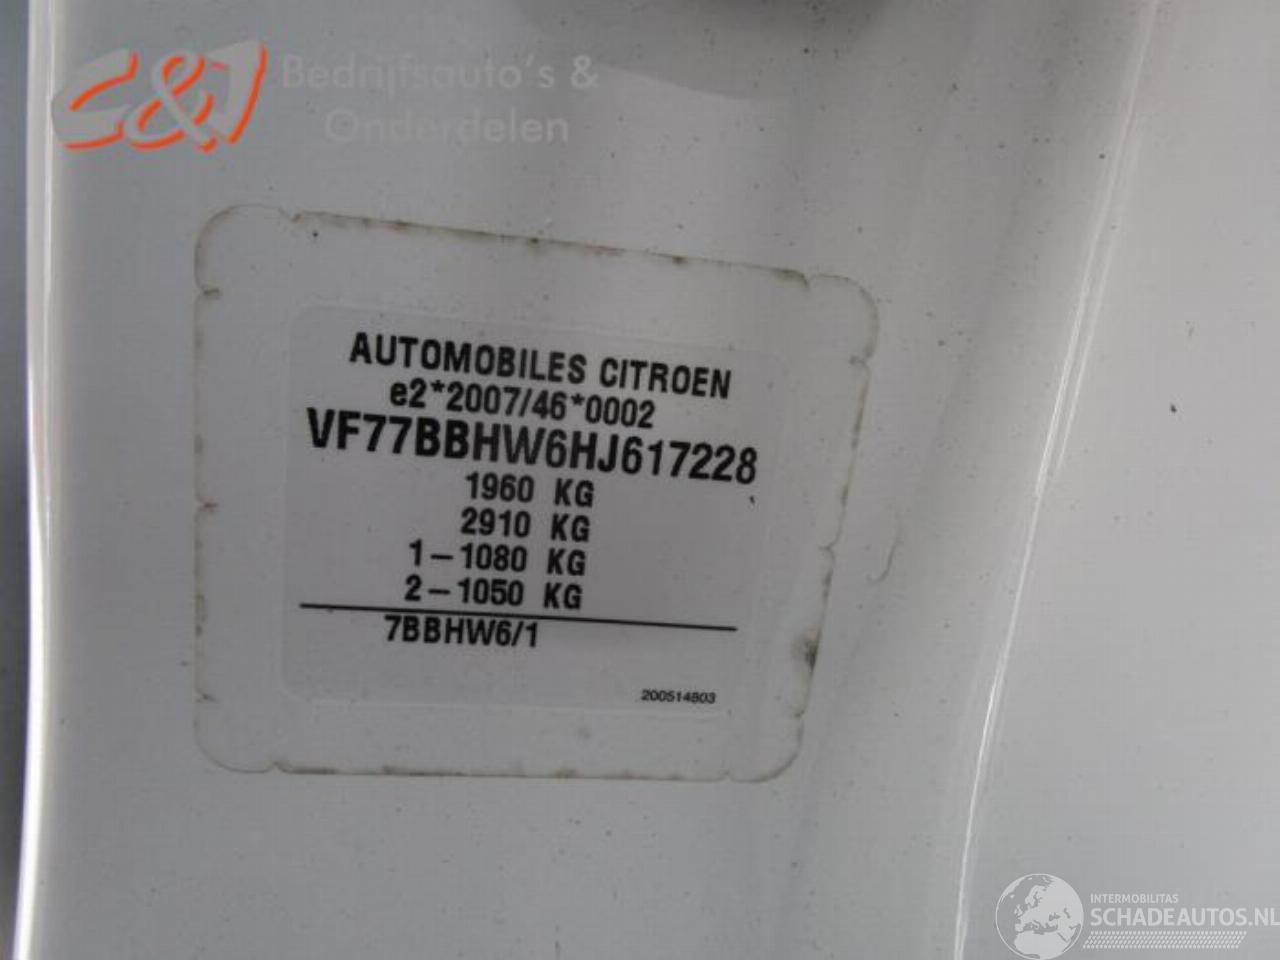 C&J Bedrijfsauto's &
Onderdelen
AUTOMOBILES CITROEN
e2*2007/46*0002
VF77BBHW6HJ617228
1960 KG
2910 KG
1-1080 KG
2-1050 KG
7BBHW6/1
200514803
INTERMOBILITAS
SCHADEAUTOS.NL